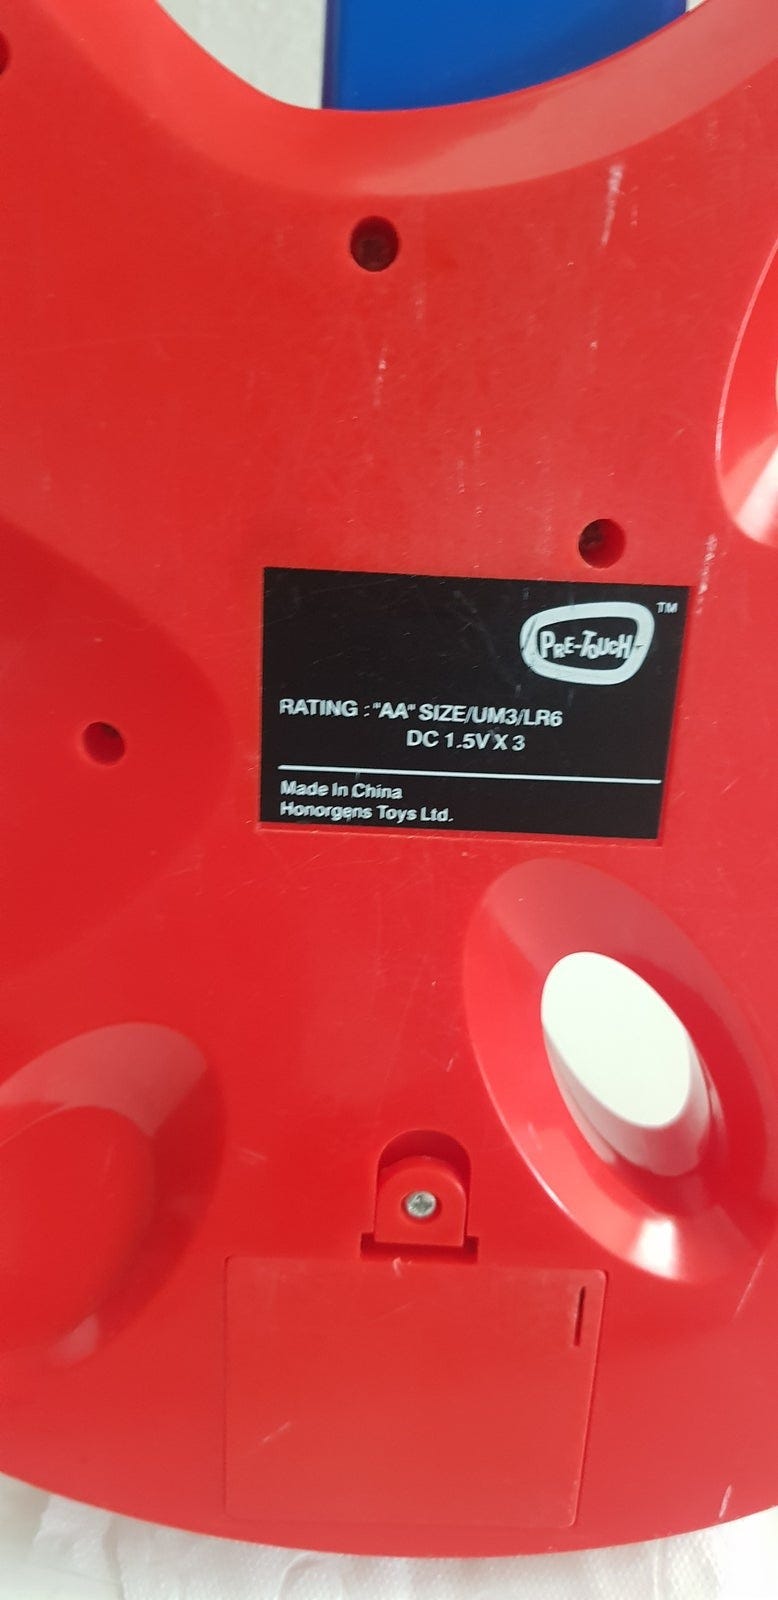 PRE-TOUCH TM
RATING : "AA" SIZE/UM3/LR6
DC 1.5V X 3
Made In China
Honorgens Toys Ltd.